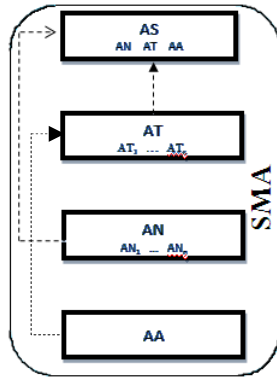 AS
AN AT AA
AT
AT₁ ... ATₙ
AN
AN₁ ... ANₙ
AA
SMA